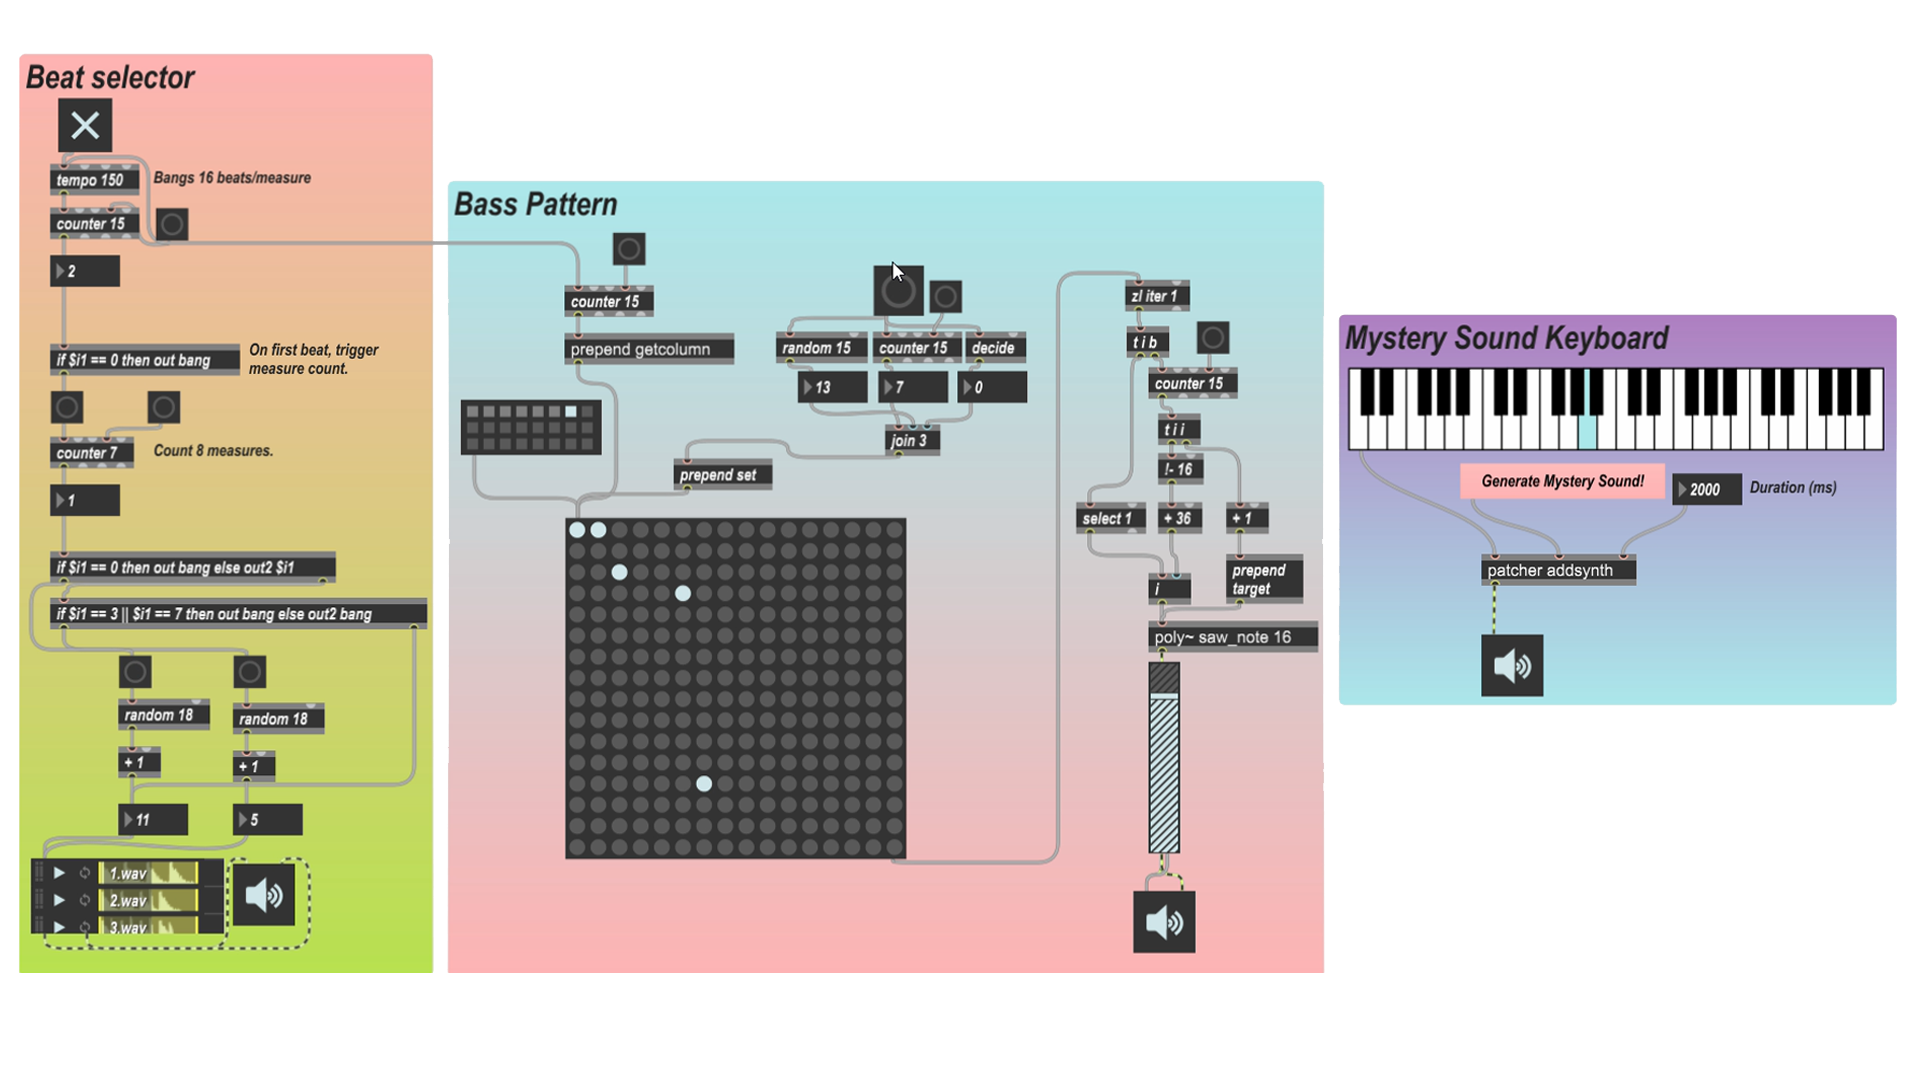 Beat selector
tempo 150
Bangs 16 beats/measure
counter 15
2
if $i1 == 0 then out bang
On first beat, trigger
measure count.
counter 7
Count 8 measures.
1
if $i1 == 0 then out bang else out2 $i1
if $i1 == 3 || $i1 == 7 then out bang else out2 bang
random 18
random 18
+ 1
+ 1
11
5
1.wav
2.wav
3.wav
Bass Pattern
counter 15
prepend getcolumn
random 15
counter 15
decide
13
7
0
join 3
prepend set
zl iter 1
t i b
counter 15
t i i
!- 16
select 1
+ 36
+ 1
prepend
target
i
poly~ saw_note 16
Mystery Sound Keyboard
Generate Mystery Sound!
2000
Duration (ms)
patcher addsynth